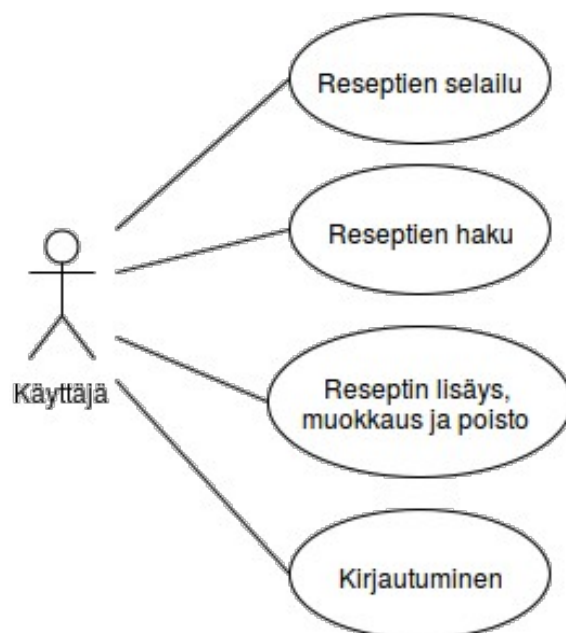 Reseptien selailu
Reseptien haku
Käyttäjä
Reseptin lisäys,
muokkaus ja poisto
Kirjautuminen